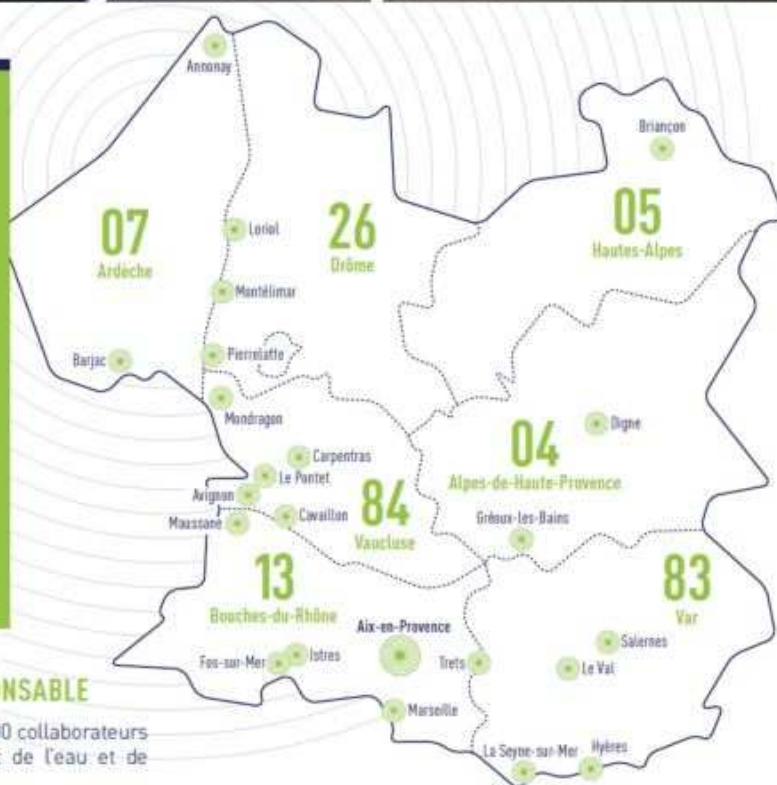 Annonay
Briançon
07
Ardèche
26
Drôme
05
Hautes-Alpes
Loriol
Montélimar
Barjac
Pierrelatte
Mondragon
Digne
04
Alpes-de-Haute-Provence
Carpentras
Le Pontet
Avignon
84
Vaucluse
Maussane
Cavaillon
Gréoux-les-Bains
13
Bouches-du-Rhône
83
Var
Aix-en-Provence
Salernes
Fos-sur-Mer
Istres
Trets
Le Val
Marseille
La Seyne-sur-Mer
Hyères
ONSABLE
0 collaborateurs
de l'eau et de